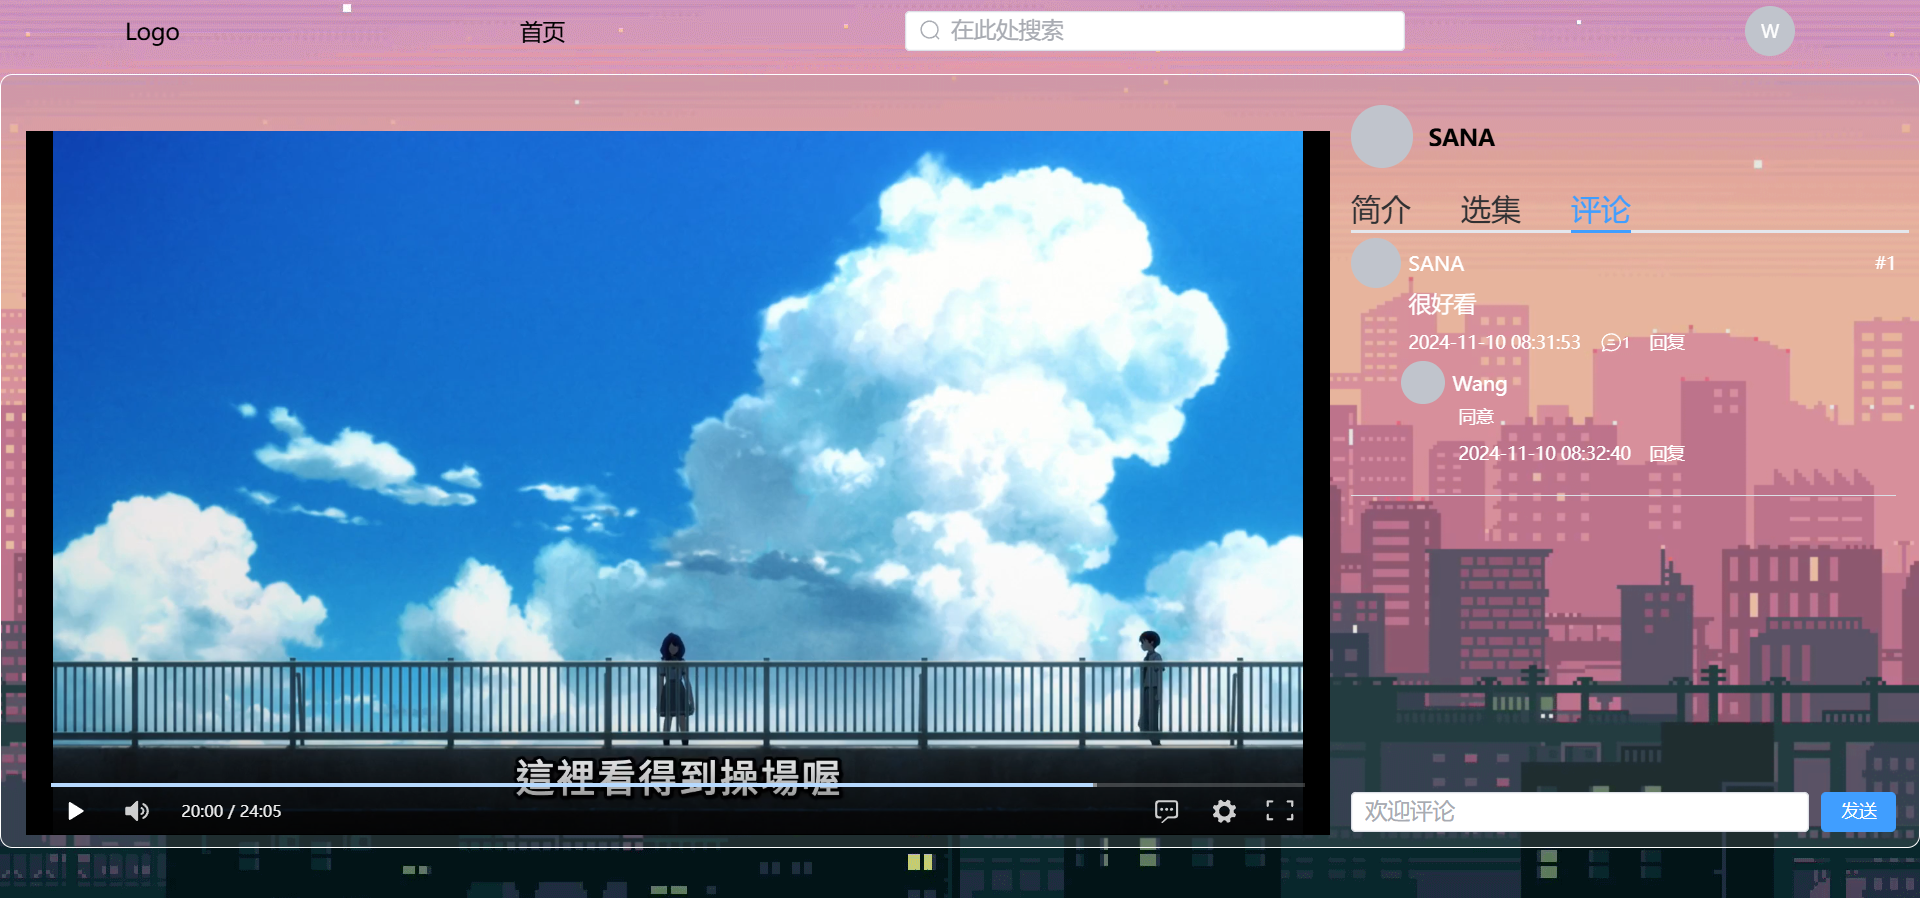 Logo
首页
在此处搜索
W
SANA
简介 选集 评论
SANA #1
很好看
2024-11-10 08:31:53 1 回复
Wang
同意
2024-11-10 08:32:40 回复
這裡看得到操場喔
20:00 / 24:05
欢迎评论 发送